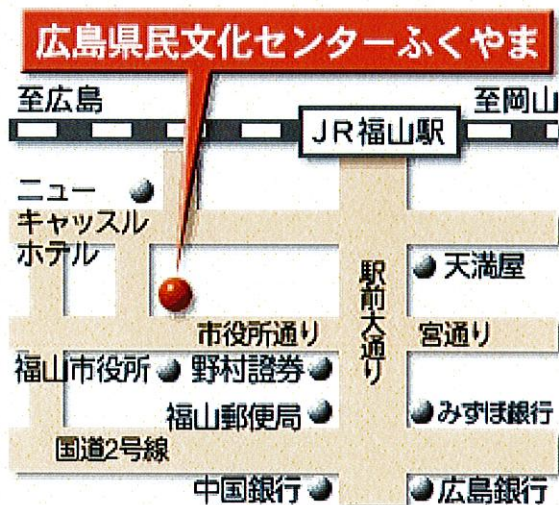 広島県民文化センターふくやま
至広島
至岡山
JR福山駅
ニュー
キャッスル
ホテル
駅前大通り
天満屋
市役所通り
宮通り
福山市役所
野村證券
福山郵便局
みずほ銀行
国道2号線
中国銀行
広島銀行